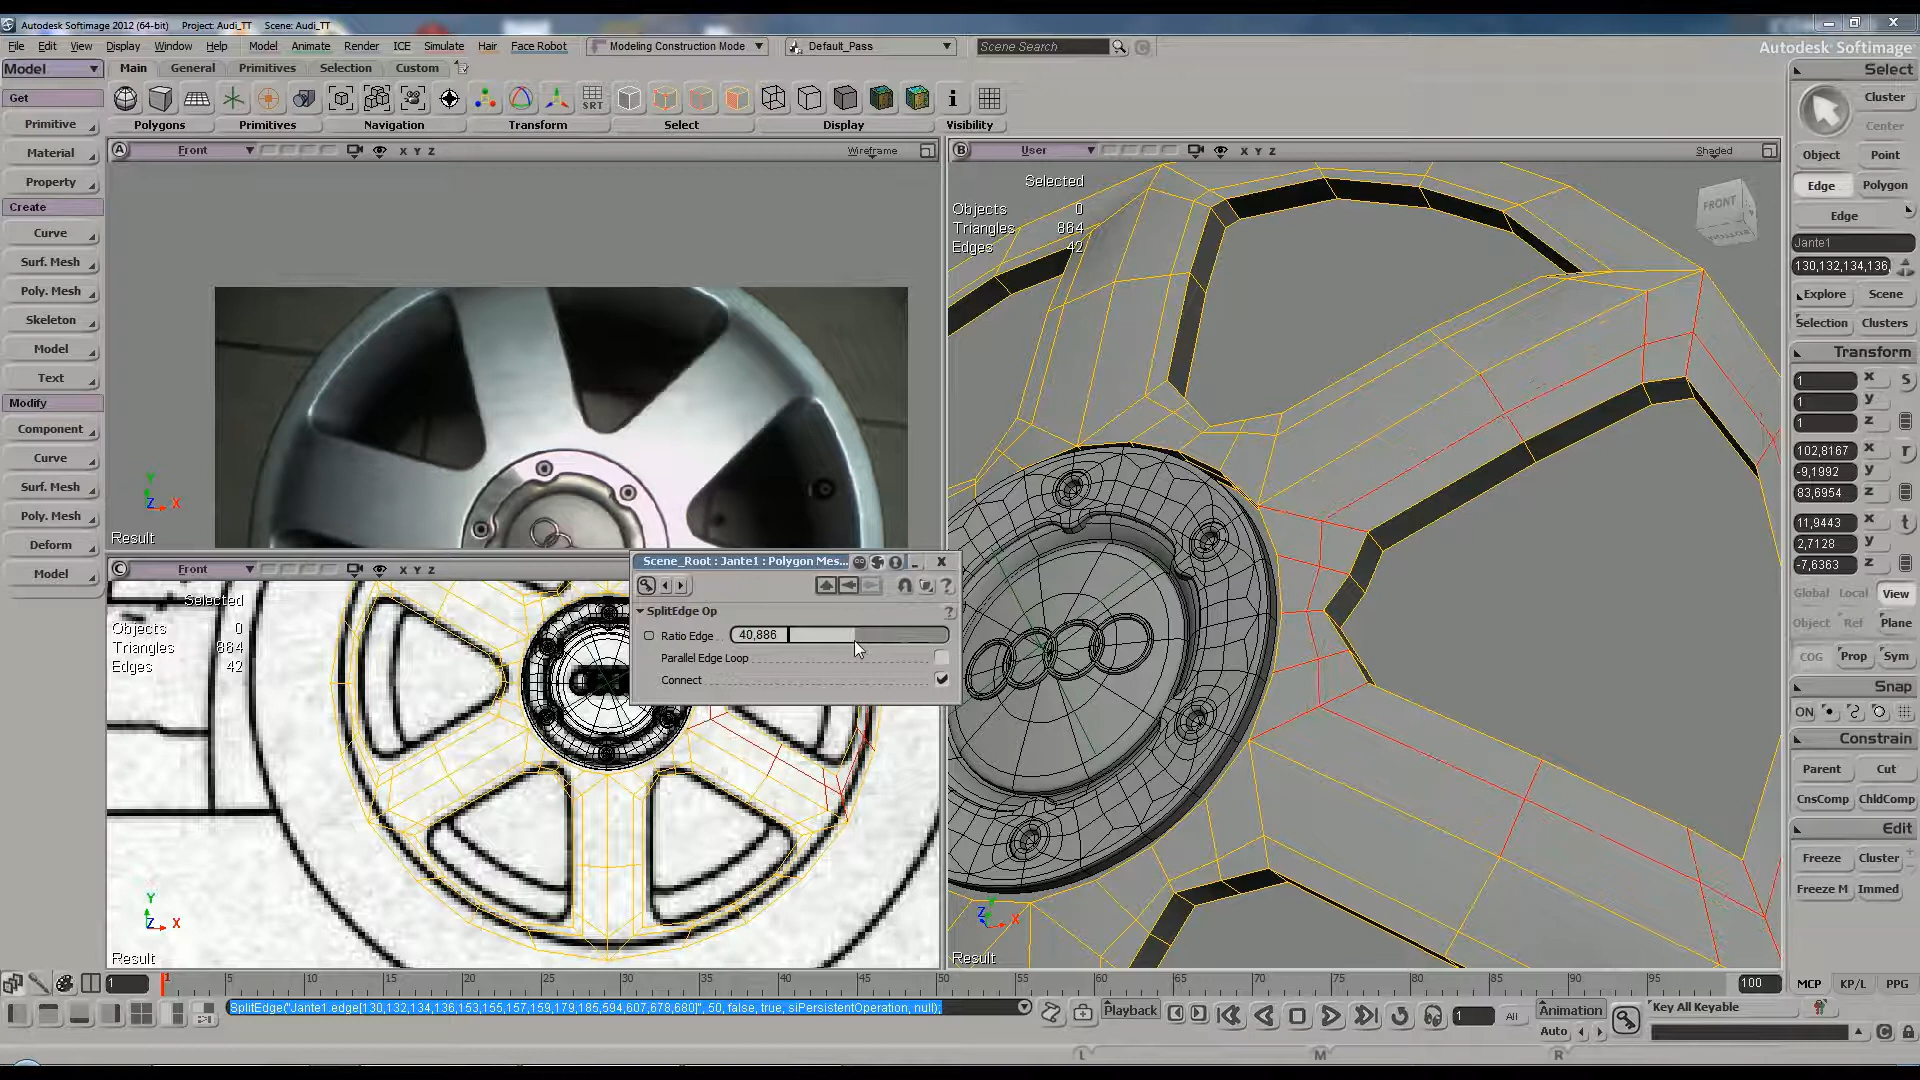 Autodesk Softimage 2012 (64-bit) Project: Audi_TT Scene: Audi_TT
File Edit View Display Window Help Model Animate Render ICE Simulate Hair Face Robot Modeling Construction Mode Default_Pass Scene Search Autodesk Softimage
Model Main General Primitives Selection Custom Select
Get
Primitive
Material
Property
Create
Curve
Surf. Mesh
Poly. Mesh
Skeleton
Model
Text
Modify
Component
Curve
Surf. Mesh
Poly. Mesh
Deform
Model
SRT
Polygons Primitives Navigation Transform Select Display Visibility
A Front X Y Z Wireframe
Y
Z X
Result
B User X Y Z Shaded
Selected
Objects 0
Triangles 864
Edges 42
FRONT
BOTTOM
Z X
Result
C Front X Y Z
Selected
Objects 0
Triangles 864
Edges 42
Y
Z X
Result
Scene_Root : Jante1 : Polygon Mes...
SplitEdge Op
Ratio Edge 40,886
Parallel Edge Loop
Connect
Cluster
Center
Object Point
Edge Polygon
Edge
Jante1
130,132,134,136,
Explore Scene
Selection Clusters
Transform
1 x s
1 y
1 z
102,8167 x r
-9,1992 y
83,6954 z
11,9443 x t
2,7128 y
-7,6363 z
Global Local View
Object Ref Plane
COG Prop Sym
Snap
ON
Constrain
Parent Cut
CnsComp ChldComp
Edit
Freeze Cluster
Freeze M Immed
1 1 5 10 15 20 25 30 35 40 45 50 55 60 65 70 75 80 85 90 95 100 MCP KP/L PPG
SplitEdge("Jante1.edge[130,132,134,136,153,155,157,159,179,185,594,607,678,680]", 50, false, true, siPersistentOperation, null);
Playback 1 All Animation Key All Keyable
Auto
L M R